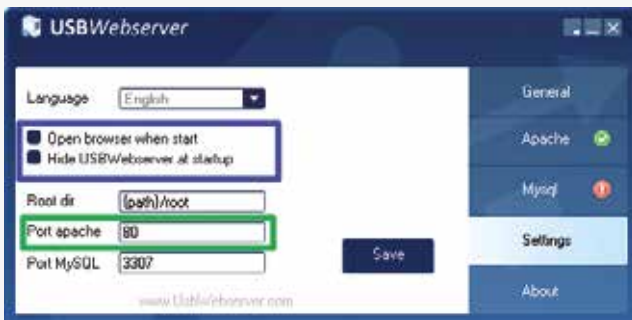 USBWebserver
Language English
Open browser when start
Hide USBWebserver at startup
Root dir {path}/root
Port apache 80
Port MySQL 3307
Save
www.UsbWebserver.com
General
Apache
Mysql
Settings
About